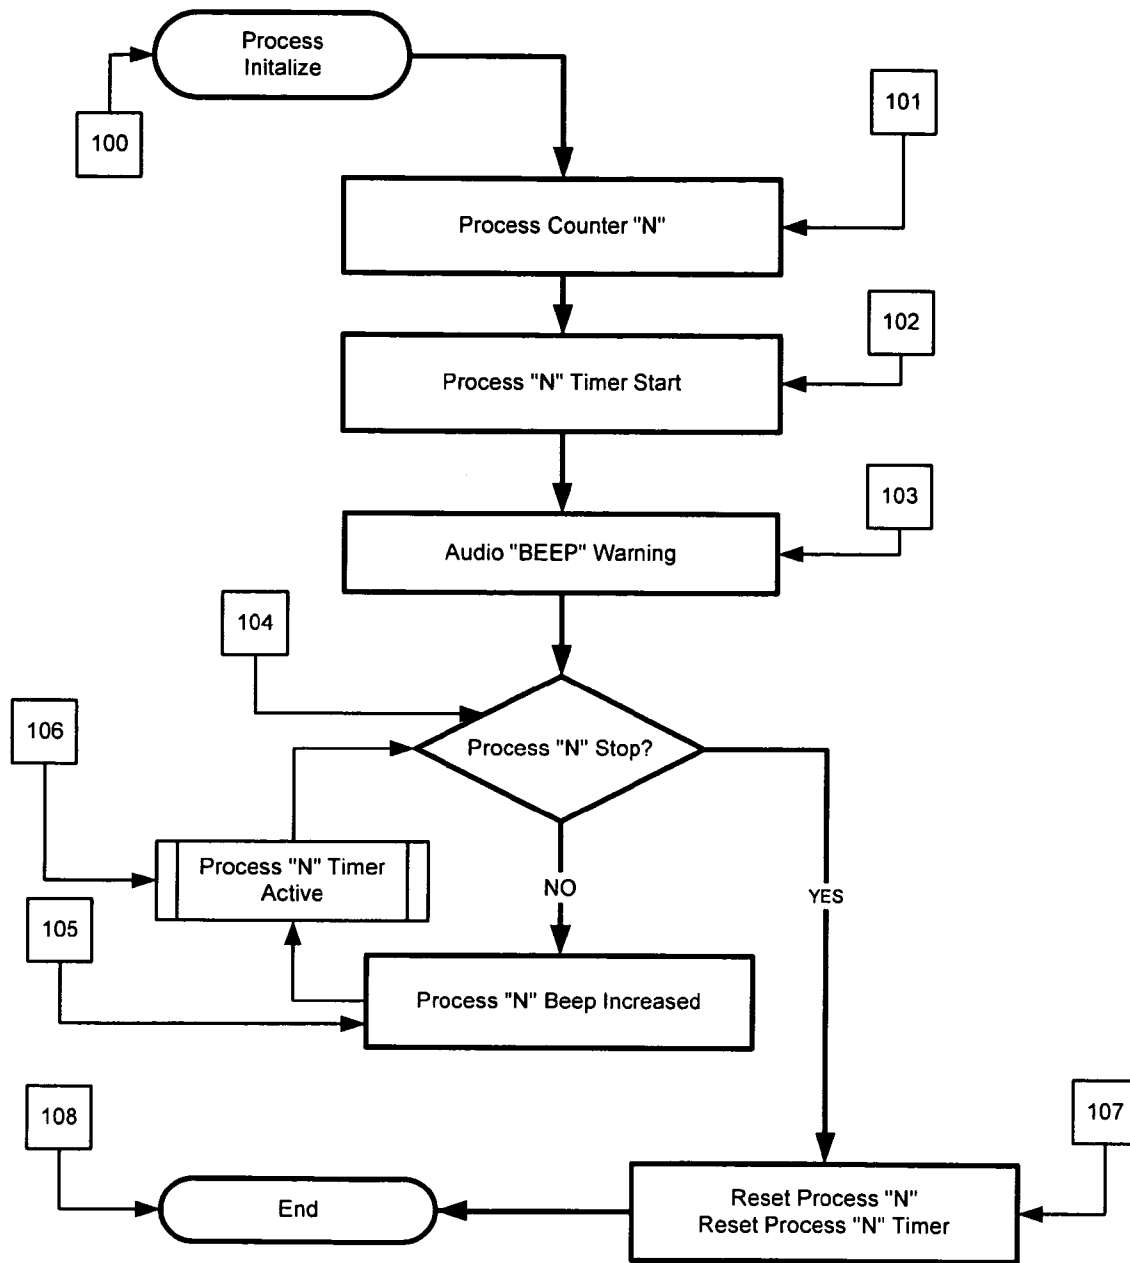 Process
Initalize
100
101
Process Counter "N"
102
Process "N" Timer Start
103
Audio "BEEP" Warning
104
106
Process "N" Stop?
Process "N" Timer
Active
NO
YES
105
Process "N" Beep Increased
108
107
End
Reset Process "N"
Reset Process "N" Timer